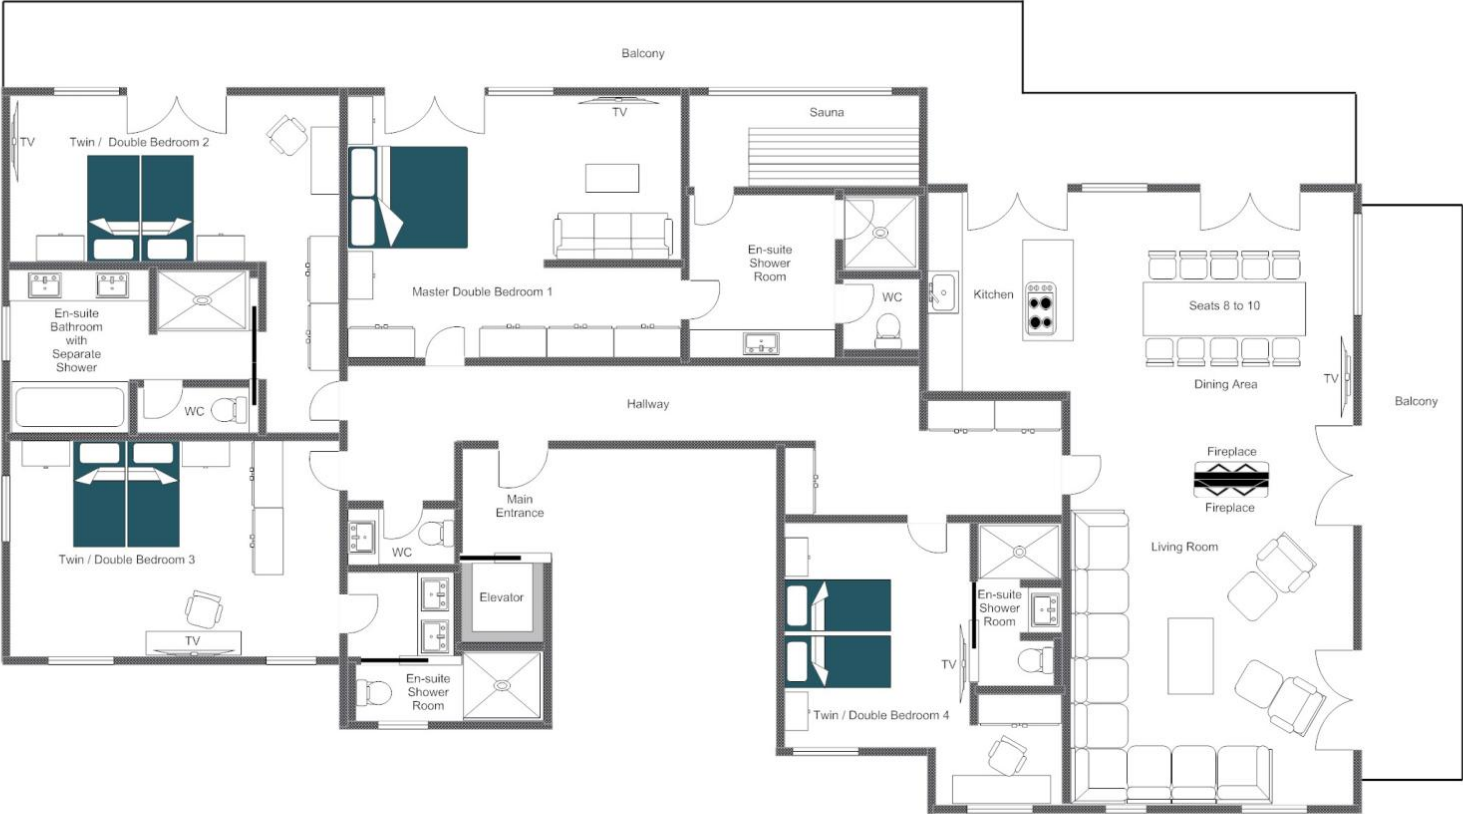 Balcony
TV
Sauna
TV
Twin / Double Bedroom 2
En-suite
Shower
Room
Master Double Bedroom 1
Kitchen
WC
Seats 8 to 10
En-suite
Bathroom
with
Separate
Shower
Dining Area
TV
WC
Hallway
Balcony
Fireplace
Fireplace
Main
Entrance
Living Room
WC
Twin / Double Bedroom 3
Elevator
En-suite
Shower
Room
TV
TV
En-suite
Shower
Room
Twin / Double Bedroom 4